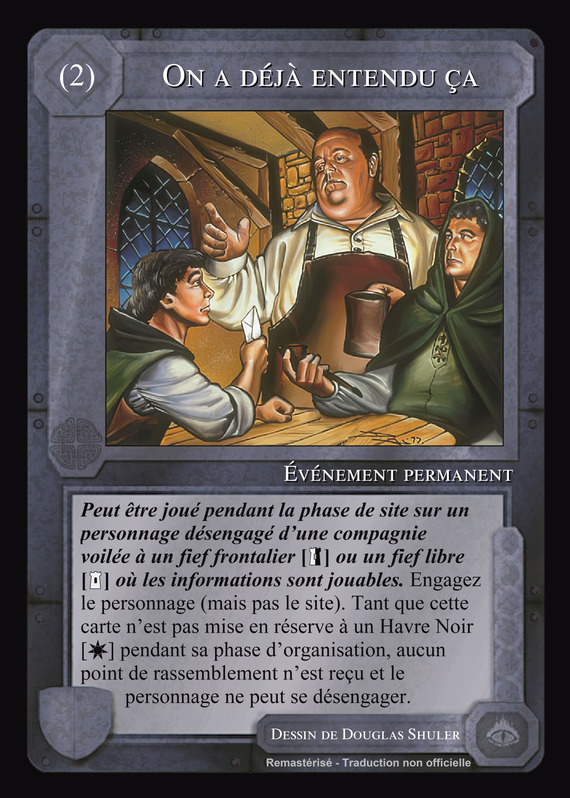 (2)
On a déjà entendu ça
Événement permanent
Peut être joué pendant la phase de site sur un
personnage désengagé d’une compagnie
voilée à un fief frontalier [] ou un fief libre
[] où les informations sont jouables. Engagez
le personnage (mais pas le site). Tant que cette
carte n’est pas mise en réserve à un Havre Noir
[] pendant sa phase d’organisation, aucun
point de rassemblement n’est reçu et le
personnage ne peut se désengager.
Dessin de Douglas Shuler
Remastérisé - Traduction non officielle